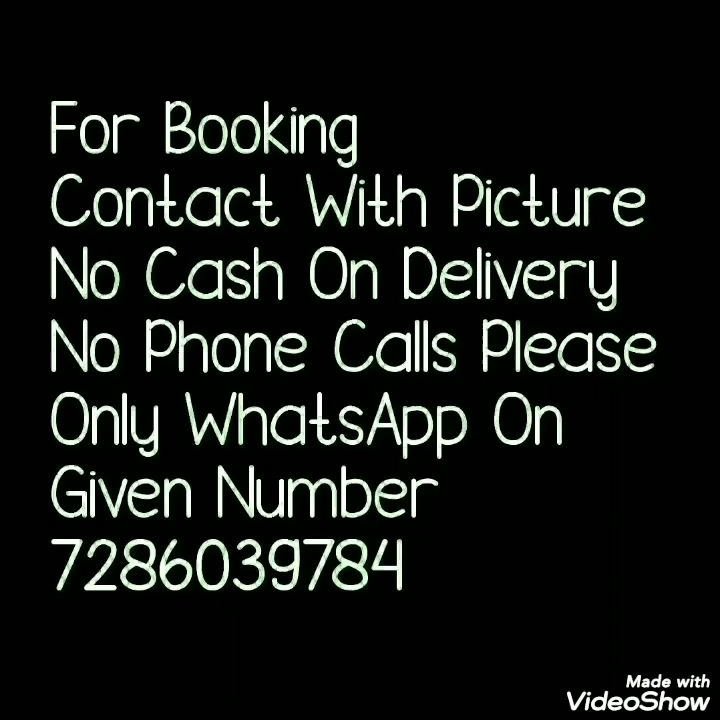 For Booking
Contact With Picture
No Cash On Delivery
No Phone Calls Please
Only WhatsApp On
Given Number
7286039784
Made with
VideoShow